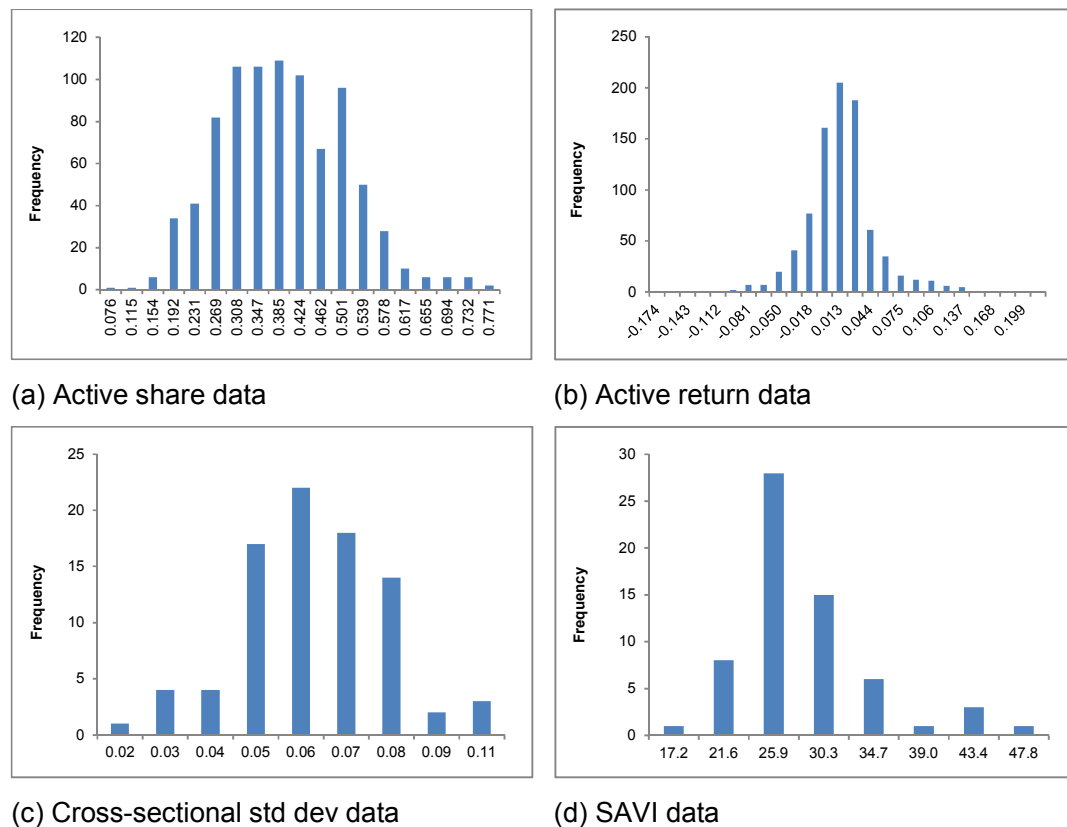 120
100
80
60
40
20
0
Frequency
0.076 0.115 0.154 0.192 0.231 0.269 0.308 0.347 0.385 0.424 0.462 0.501 0.539 0.578 0.617 0.655 0.694 0.732 0.771
(a) Active share data
250
200
150
100
50
0
Frequency
-0.174 -0.143 -0.112 -0.081 -0.050 -0.018 0.013 0.044 0.075 0.106 0.137 0.168 0.199
(b) Active return data
25
20
15
10
5
0
Frequency
0.02 0.03 0.04 0.05 0.06 0.07 0.08 0.09 0.11
(c) Cross-sectional std dev data
30
25
20
15
10
5
0
Frequency
17.2 21.6 25.9 30.3 34.7 39.0 43.4 47.8
(d) SAVI data